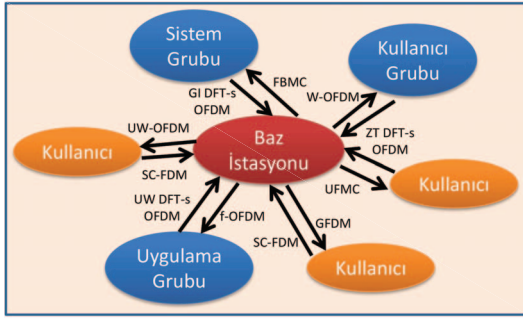 Sistem
Grubu
Kullanıcı
Grubu
FBMC
GI DFT-s
OFDM
W-OFDM
UW-OFDM
Baz
İstasyonu
ZT DFT-s
OFDM
Kullanıcı
SC-FDM
UFMC
Kullanıcı
UW DFT-s
OFDM
f-OFDM
GFDM
SC-FDM
Uygulama
Grubu
Kullanıcı